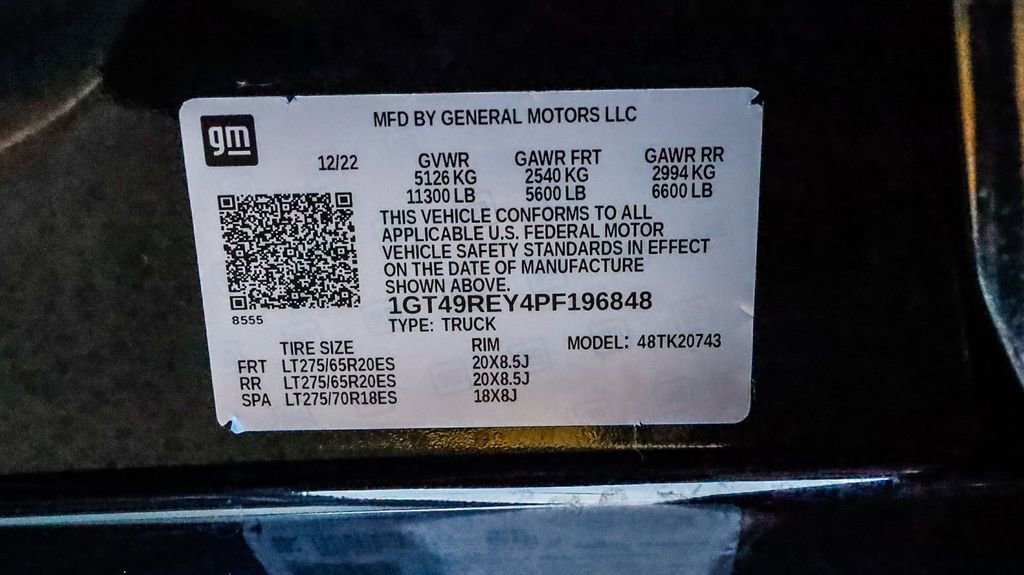 gm
MFD BY GENERAL MOTORS LLC
12/22 GVWR GAWR FRT GAWR RR
5126 KG 2540 KG 2994 KG
11300 LB 5600 LB 6600 LB
THIS VEHICLE CONFORMS TO ALL
APPLICABLE U.S. FEDERAL MOTOR
VEHICLE SAFETY STANDARDS IN EFFECT
ON THE DATE OF MANUFACTURE
SHOWN ABOVE.
1GT49REY4PF196848
8555
TYPE: TRUCK
TIRE SIZE RIM MODEL: 48TK20743
FRT LT275/65R20ES 20X8.5J
RR LT275/65R20ES 20X8.5J
SPA LT275/70R18ES 18X8J